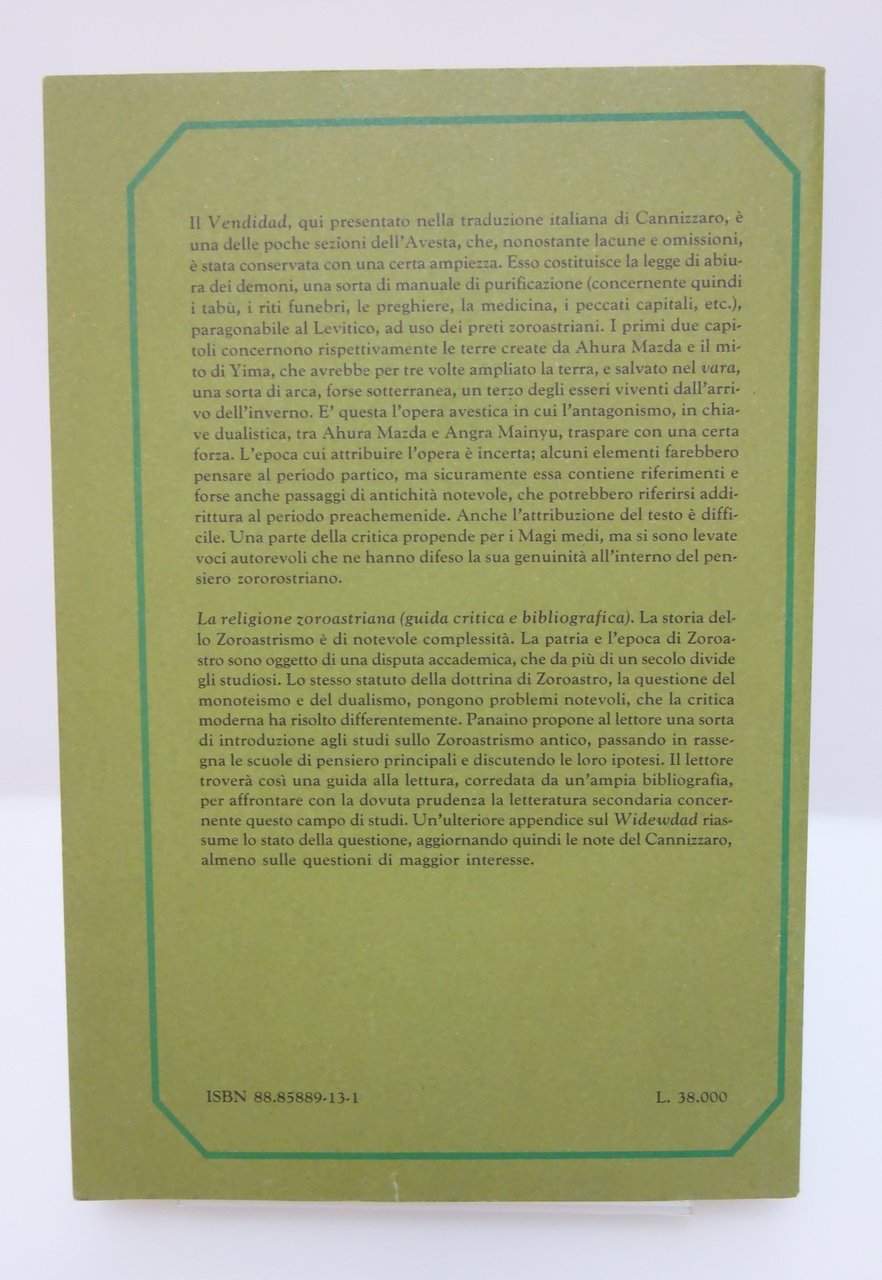 Il Vendidad, qui presentato nella traduzione italiana di Cannizzaro, è
una delle poche sezioni dell'Avesta, che, nonostante lacune e omissioni,
è stata conservata con una certa ampiezza. Esso costituisce la legge di abiu-
ra dei demoni, una sorta di manuale di purificazione (concernente quindi
i tabù, i riti funebri, le preghiere, la medicina, i peccati capitali, etc.),
paragonabile al Levitico, ad uso dei preti zoroastriani. I primi due capi-
toli concernono rispettivamente le terre create da Ahura Mazda e il mi-
to di Yima, che avrebbe per tre volte ampliato la terra, e salvato nel vara,
una sorta di arca, forse sotterranea, un terzo degli esseri viventi dall'arri-
vo dell'inverno. E' questa l'opera avestica in cui l'antagonismo, in chia-
ve dualistica, tra Ahura Mazda e Angra Mainyu, traspare con una certa
forza. L'epoca cui attribuire l'opera è incerta; alcuni elementi farebbero
pensare al periodo partico, ma sicuramente essa contiene riferimenti e
forse anche passaggi di antichità notevole, che potrebbero riferirsi addi-
rittura al periodo preachemenide. Anche l'attribuzione del testo è diffi-
cile. Una parte della critica propende per i Magi medi, ma si sono levate
voci autorevoli che ne hanno difeso la sua genuinità all'interno del pen-
siero zororostriano.
La religione zoroastriana (guida critica e bibliografica). La storia del-
lo Zoroastrismo è di notevole complessità. La patria e l'epoca di Zoroa-
stro sono oggetto di una disputa accademica, che da più di un secolo divide
gli studiosi. Lo stesso statuto della dottrina di Zoroastro, la questione del
monoteismo e del dualismo, pongono problemi notevoli, che la critica
moderna ha risolto differentemente. Panaino propone al lettore una sorta
di introduzione agli studi sullo Zoroastrismo antico, passando in rasse-
gna le scuole di pensiero principali e discutendo le loro ipotesi. Il lettore
troverà così una guida alla lettura, corredata da un'ampia bibliografia,
per affrontare con la dovuta prudenza la letteratura secondaria concer-
nente questo campo di studi. Un'ulteriore appendice sul Widewdad rias-
sume lo stato della questione, aggiornando quindi le note del Cannizzaro,
almeno sulle questioni di maggior interesse.
ISBN 88.85889-13-1
L. 38.000